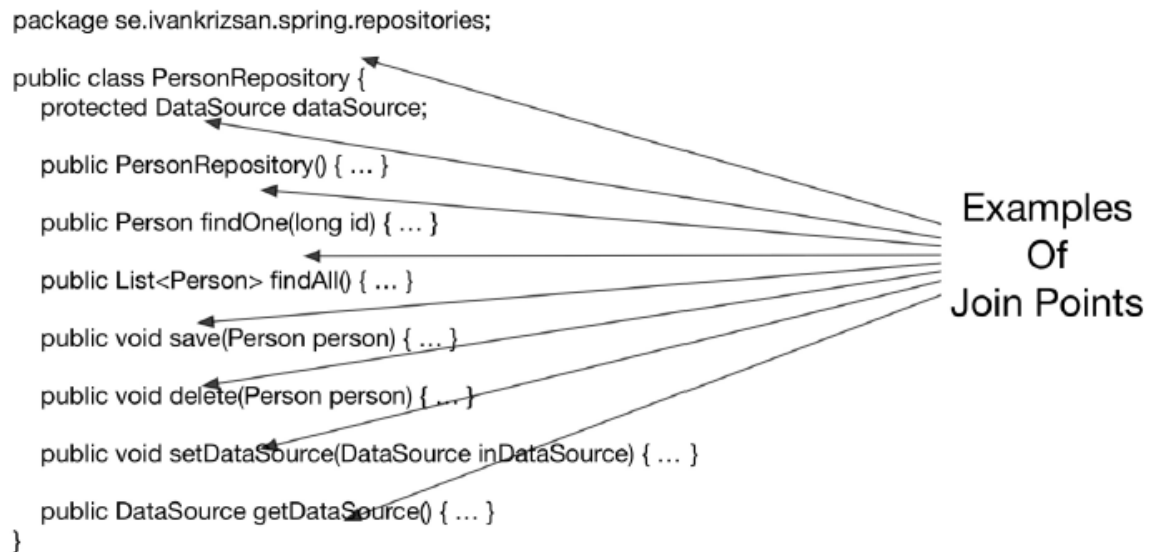 package se.ivankrizsan.spring.repositories;
public class PersonRepository {
protected DataSource dataSource;
public PersonRepository() { ... }
public Person findOne(long id) { ... }
public List<Person> findAll() { ... }
public void save(Person person) { ... }
public void delete(Person person) { ... }
public void setDataSource(DataSource inDataSource) { ... }
public DataSource getDataSource() { ... }
}
Examples
Of
Join Points